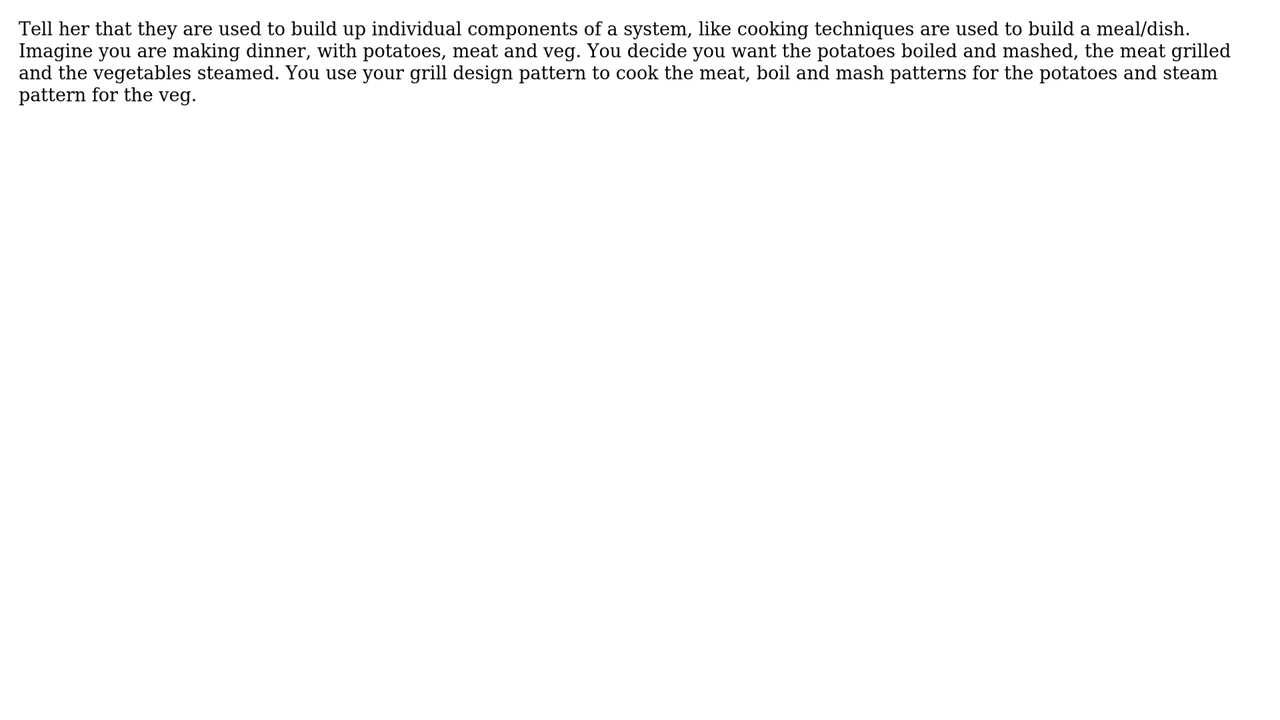 Tell her that they are used to build up individual components of a system, like cooking techniques are used to build a meal/dish.
Imagine you are making dinner, with potatoes, meat and veg. You decide you want the potatoes boiled and mashed, the meat grilled
and the vegetables steamed. You use your grill design pattern to cook the meat, boil and mash patterns for the potatoes and steam
pattern for the veg.